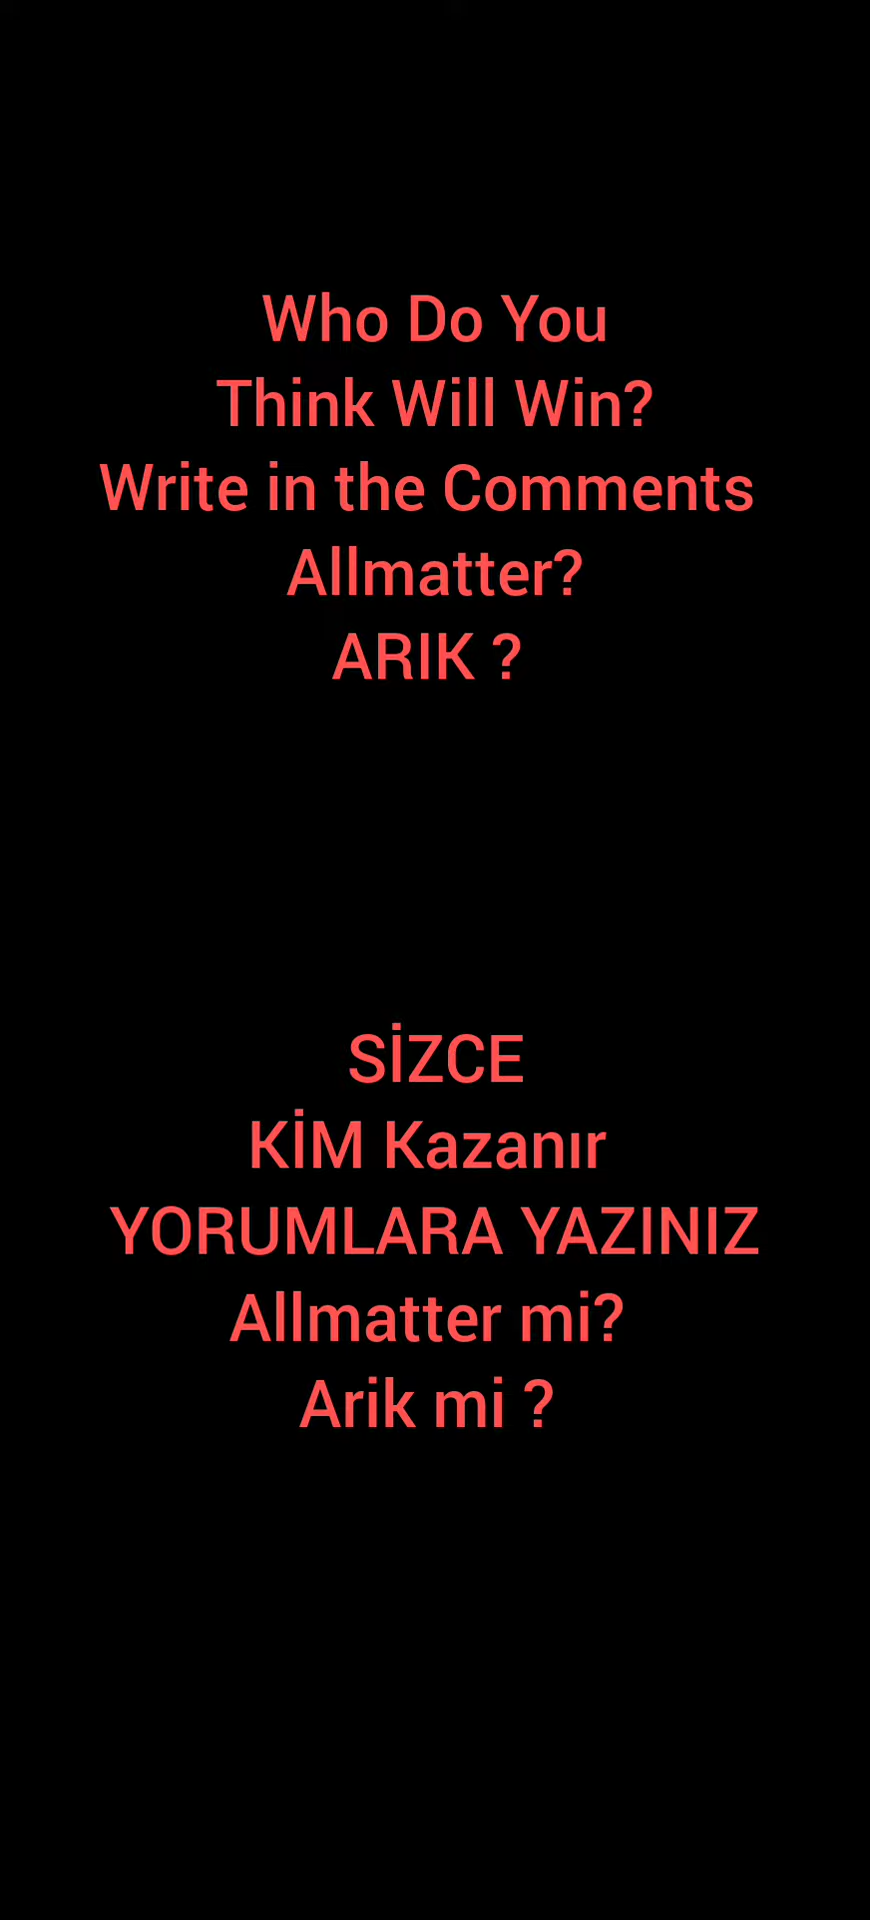 Who Do You
Think Will Win?
Write in the Comments
Allmatter?
ARIK ?
SİZCE
KİM Kazanır
YORUMLARA YAZINIZ
Allmatter mi?
Arik mi ?